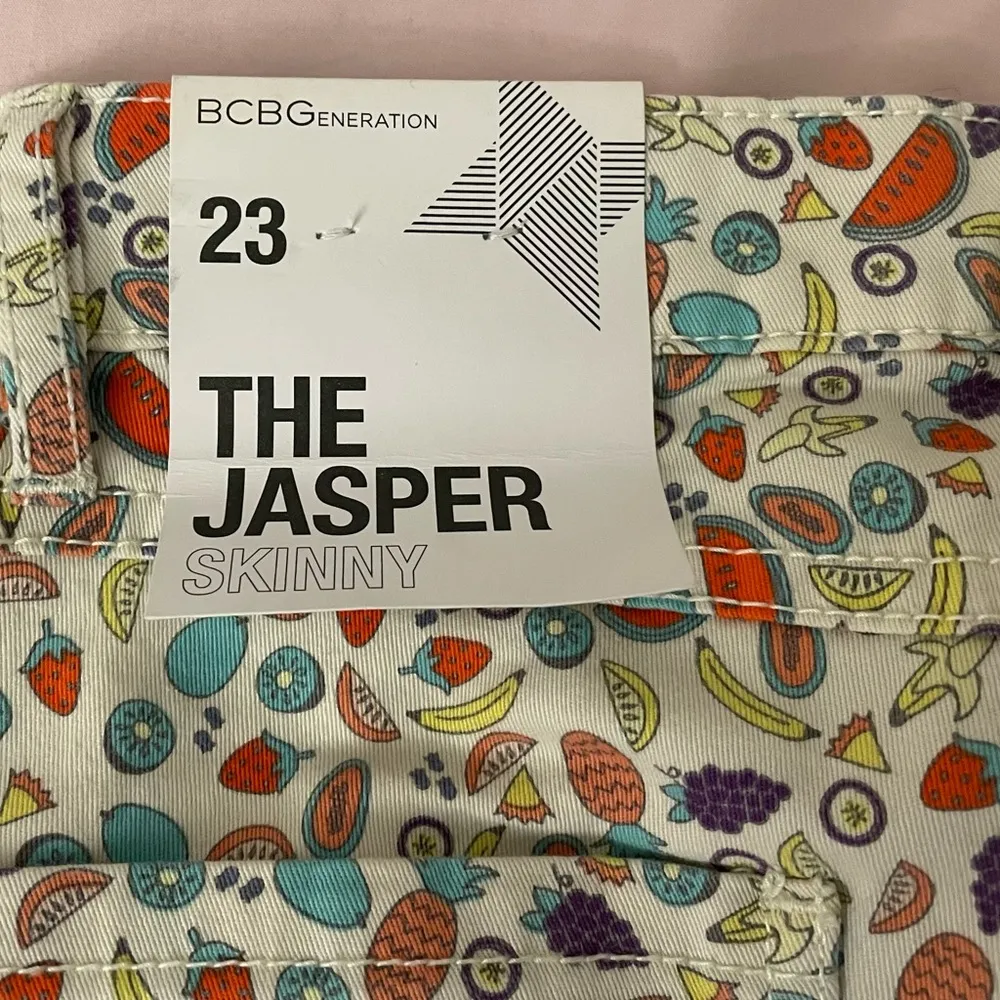 BCBGENERATION
23
THE
JASPER
SKINNY